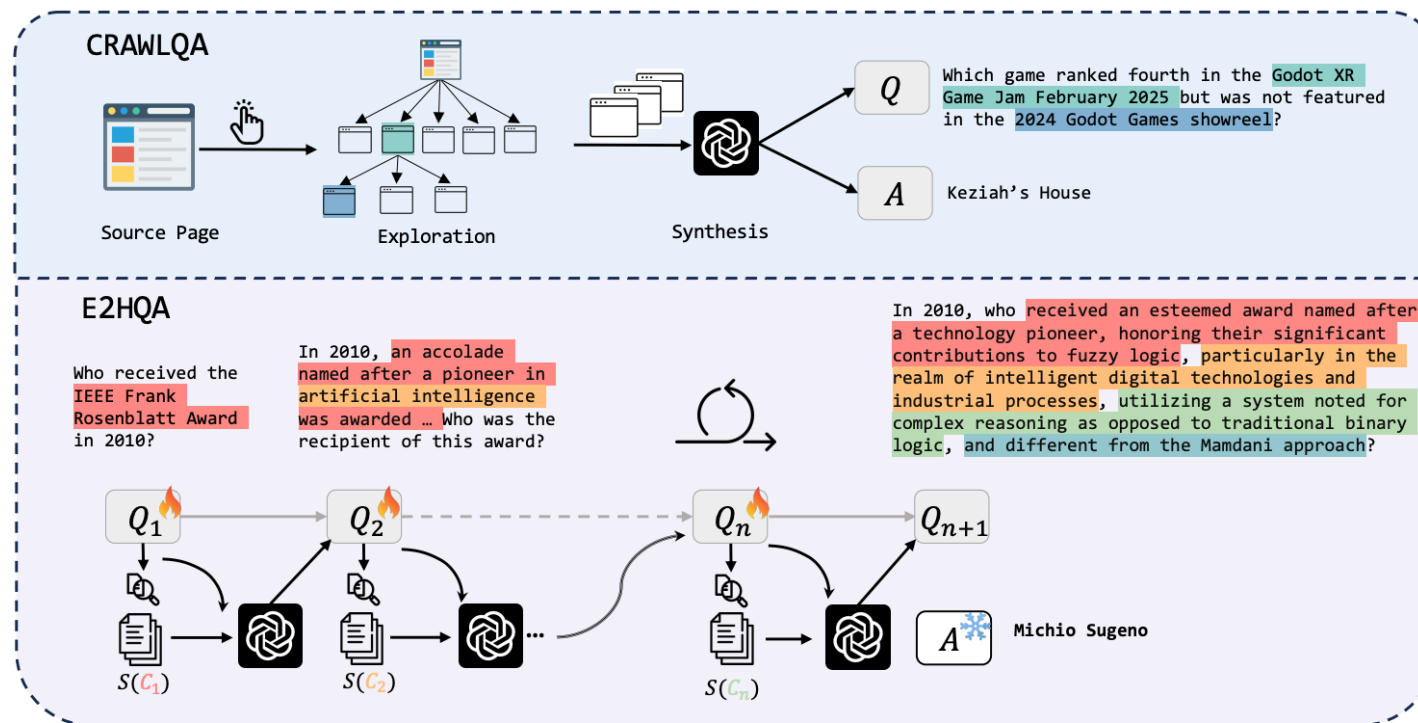 CRAWLQA
Source Page
Exploration
Synthesis
Q
Which game ranked fourth in the Godot XR
Game Jam February 2025 but was not featured
in the 2024 Godot Games showreel?
A
Keziah's House
E2HQA
Who received the
IEEE Frank
Rosenblatt Award
in 2010?
In 2010, an accolade
named after a pioneer in
artificial intelligence
was awarded … Who was the
recipient of this award?
In 2010, who received an esteemed award named after
a technology pioneer, honoring their significant
contributions to fuzzy logic, particularly in the
realm of intelligent digital technologies and
industrial processes, utilizing a system noted for
complex reasoning as opposed to traditional binary
logic, and different from the Mamdani approach?
Q1
Q2
Qn
Qn+1
...
S(C1)
S(C2)
S(Cn)
A
Michio Sugeno